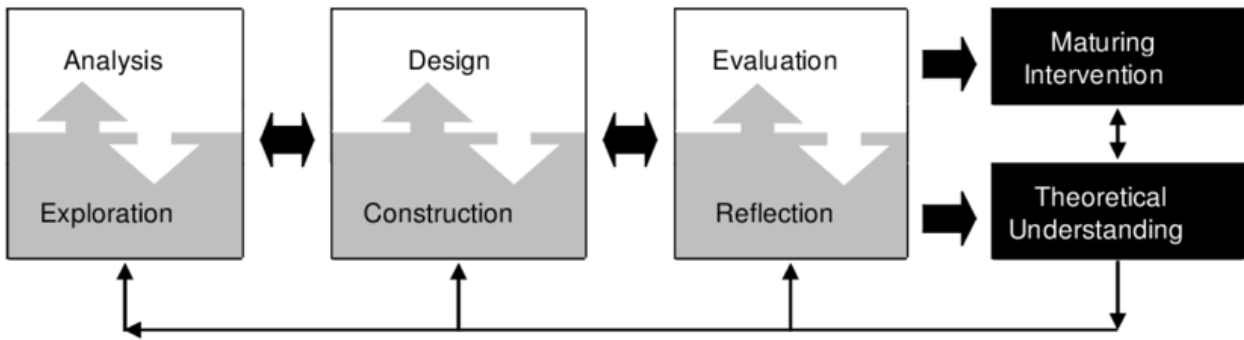 Analysis
Exploration
Design
Construction
Evaluation
Reflection
Maturing
Intervention
Theoretical
Understanding